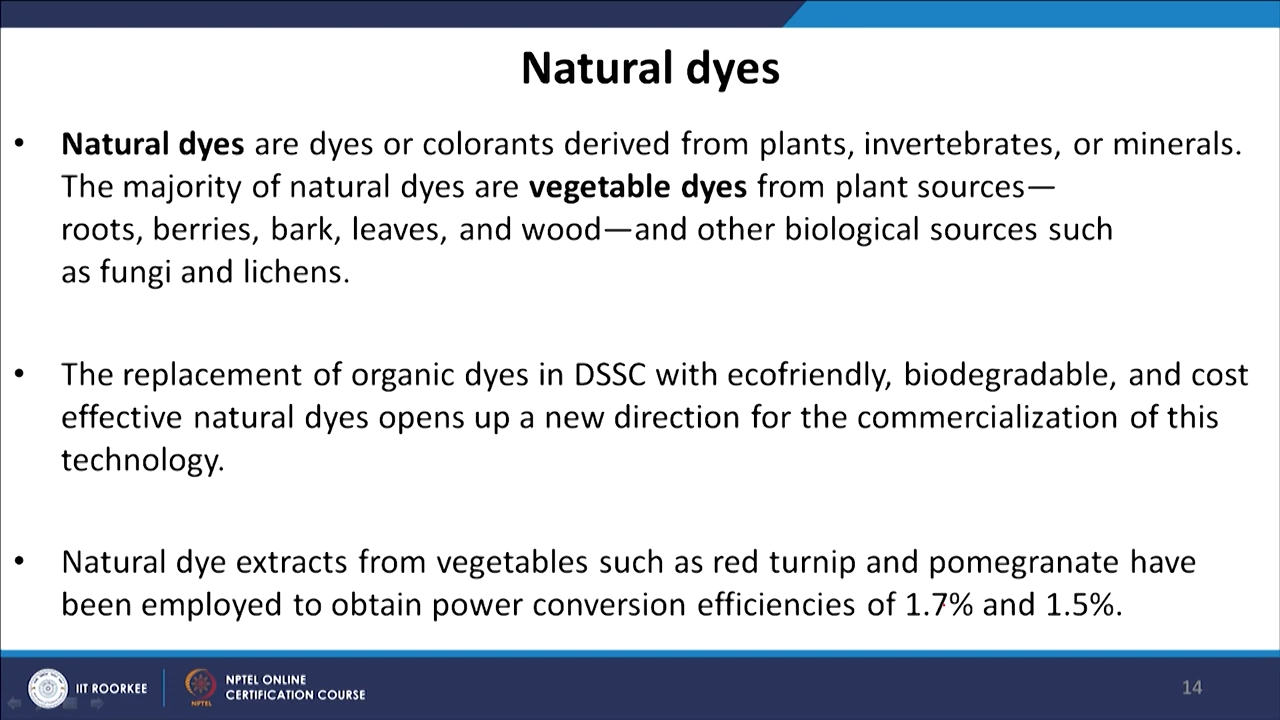 Natural dyes
• Natural dyes are dyes or colorants derived from plants, invertebrates, or minerals.
The majority of natural dyes are vegetable dyes from plant sources—
roots, berries, bark, leaves, and wood—and other biological sources such
as fungi and lichens.
• The replacement of organic dyes in DSSC with ecofriendly, biodegradable, and cost
effective natural dyes opens up a new direction for the commercialization of this
technology.
• Natural dye extracts from vegetables such as red turnip and pomegranate have
been employed to obtain power conversion efficiencies of 1.7% and 1.5%.
IIT ROORKEE
NPTEL
NPTEL ONLINE
CERTIFICATION COURSE
14